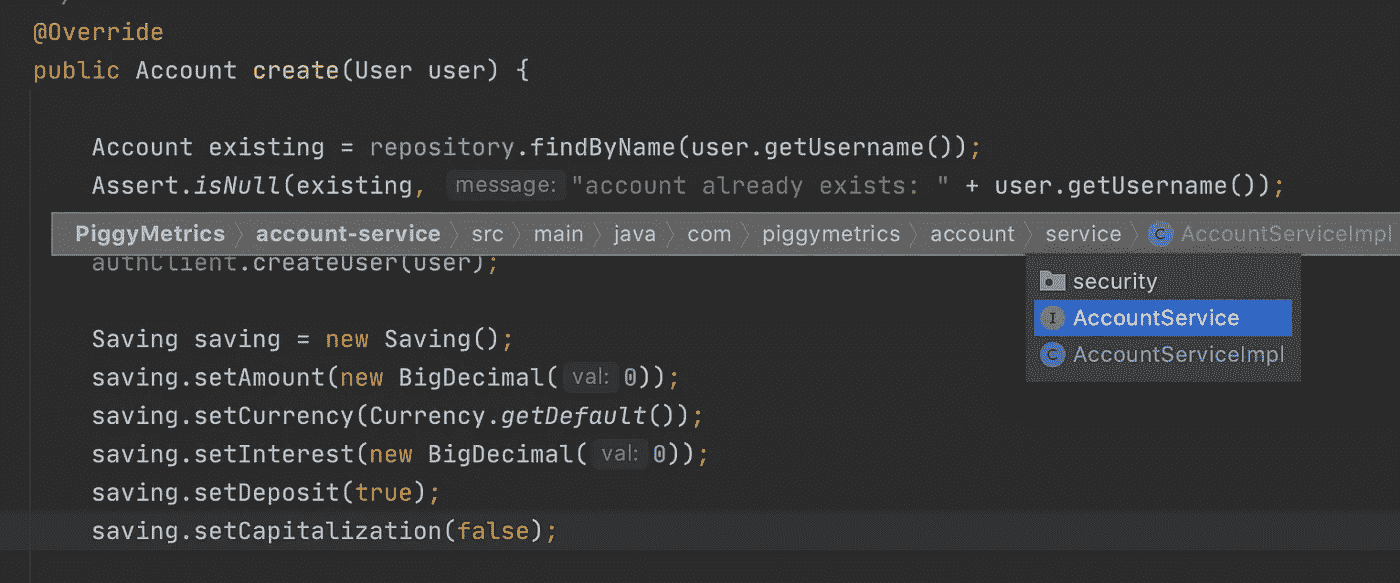 @Override
public Account create(User user) {
Account existing = repository.findByName(user.getUsername());
Assert.isNull(existing, message: "account already exists: " + user.getUsername());
PiggyMetrics account-service src main java com piggymetrics account service C AccountServiceImpl
authClient.createUser(user);
security
I AccountService
C AccountServiceImpl
Saving saving = new Saving();
saving.setAmount(new BigDecimal( val: 0));
saving.setCurrency(Currency.getDefault());
saving.setInterest(new BigDecimal( val: 0));
saving.setDeposit(true);
saving.setCapitalization(false);